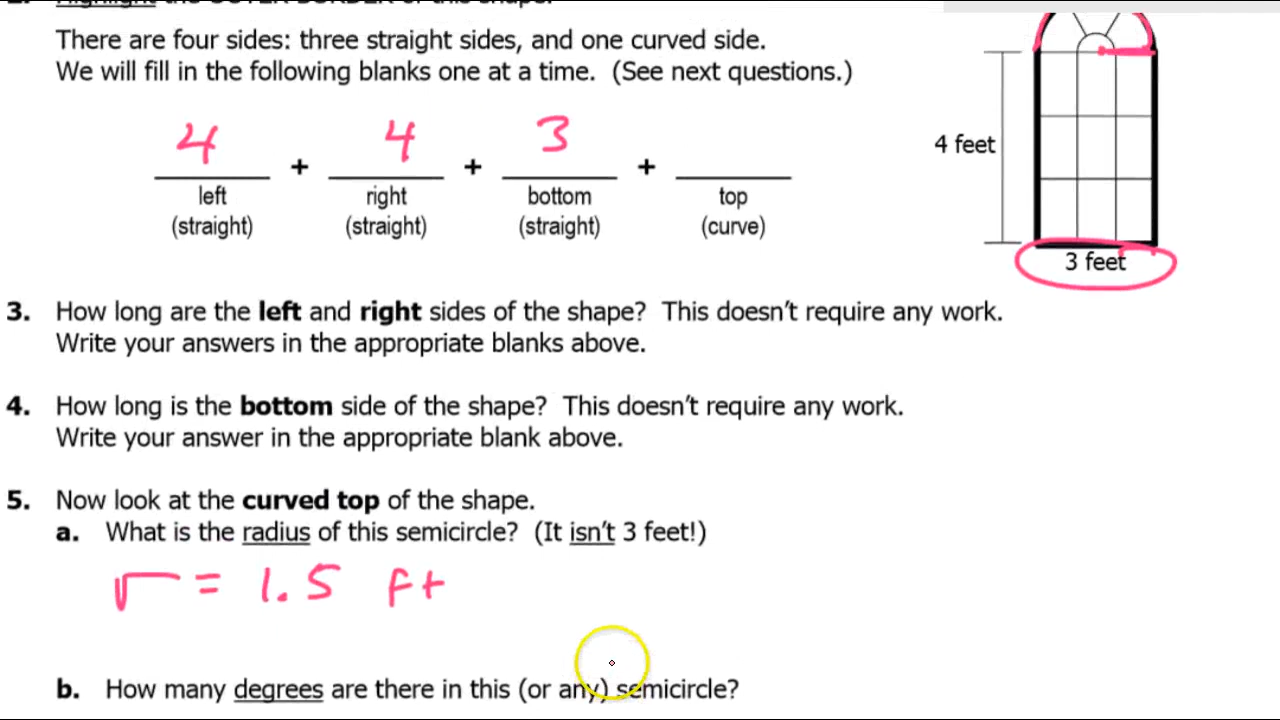 There are four sides: three straight sides, and one curved side.
We will fill in the following blanks one at a time. (See next questions.)
4 + 4 + 3 +
left right bottom top
(straight) (straight) (straight) (curve)
4 feet
3 feet
3. How long are the left and right sides of the shape? This doesn't require any work.
Write your answers in the appropriate blanks above.
4. How long is the bottom side of the shape? This doesn't require any work.
Write your answer in the appropriate blank above.
5. Now look at the curved top of the shape.
a. What is the radius of this semicircle? (It isn't 3 feet!)
r = 1.5 ft
b. How many degrees are there in this (or any) semicircle?